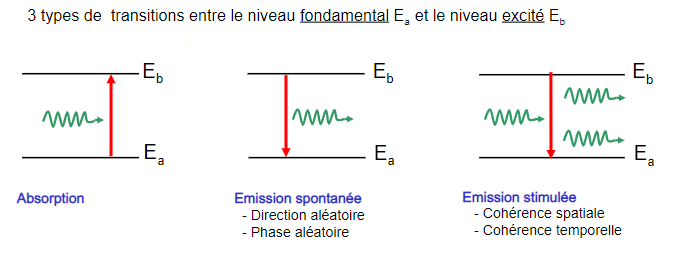 3 types de transitions entre le niveau fondamental Ea et le niveau excité Eb
Eb
Ea
Absorption
Eb
Ea
Emission spontanée
- Direction aléatoire
- Phase aléatoire
Eb
Ea
Emission stimulée
- Cohérence spatiale
- Cohérence temporelle